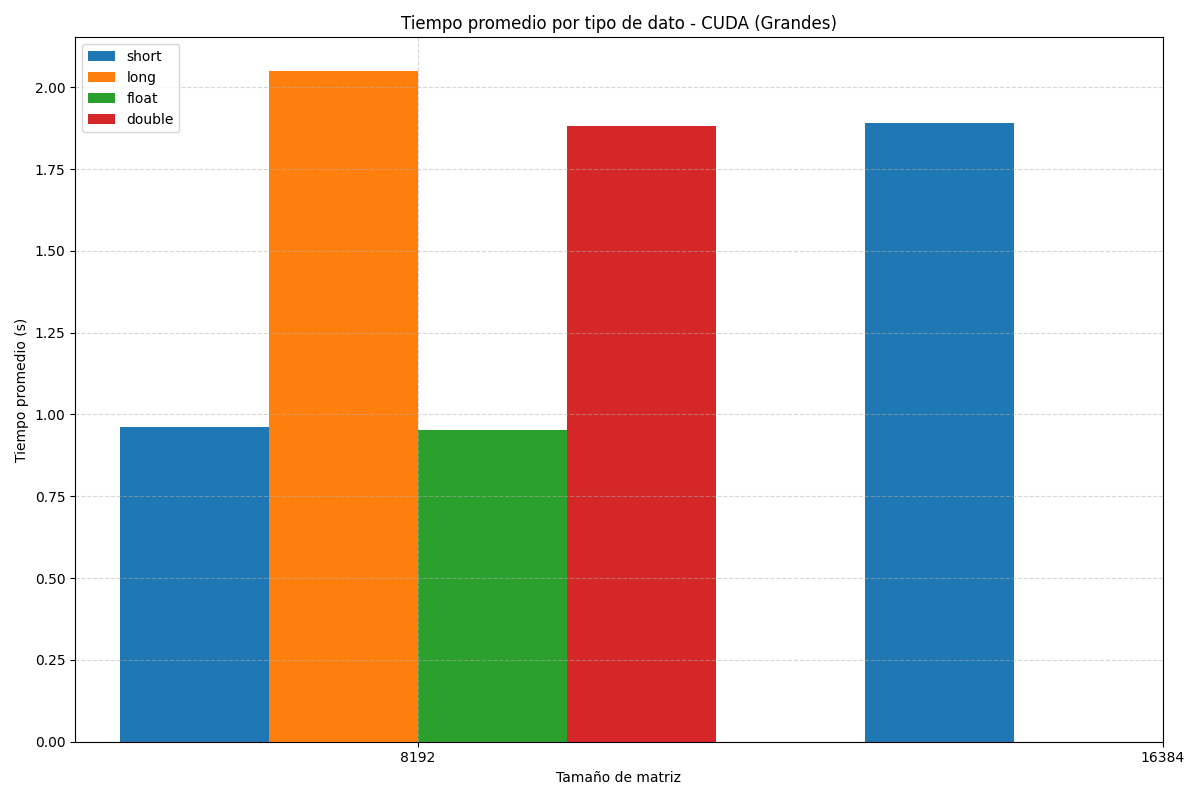 Tiempo promedio por tipo de dato - CUDA (Grandes)
short
long
float
double
2.00
1.75
1.50
1.25
1.00
0.75
0.50
0.25
0.00
Tiempo promedio (s)
8192
16384
Tamaño de matriz